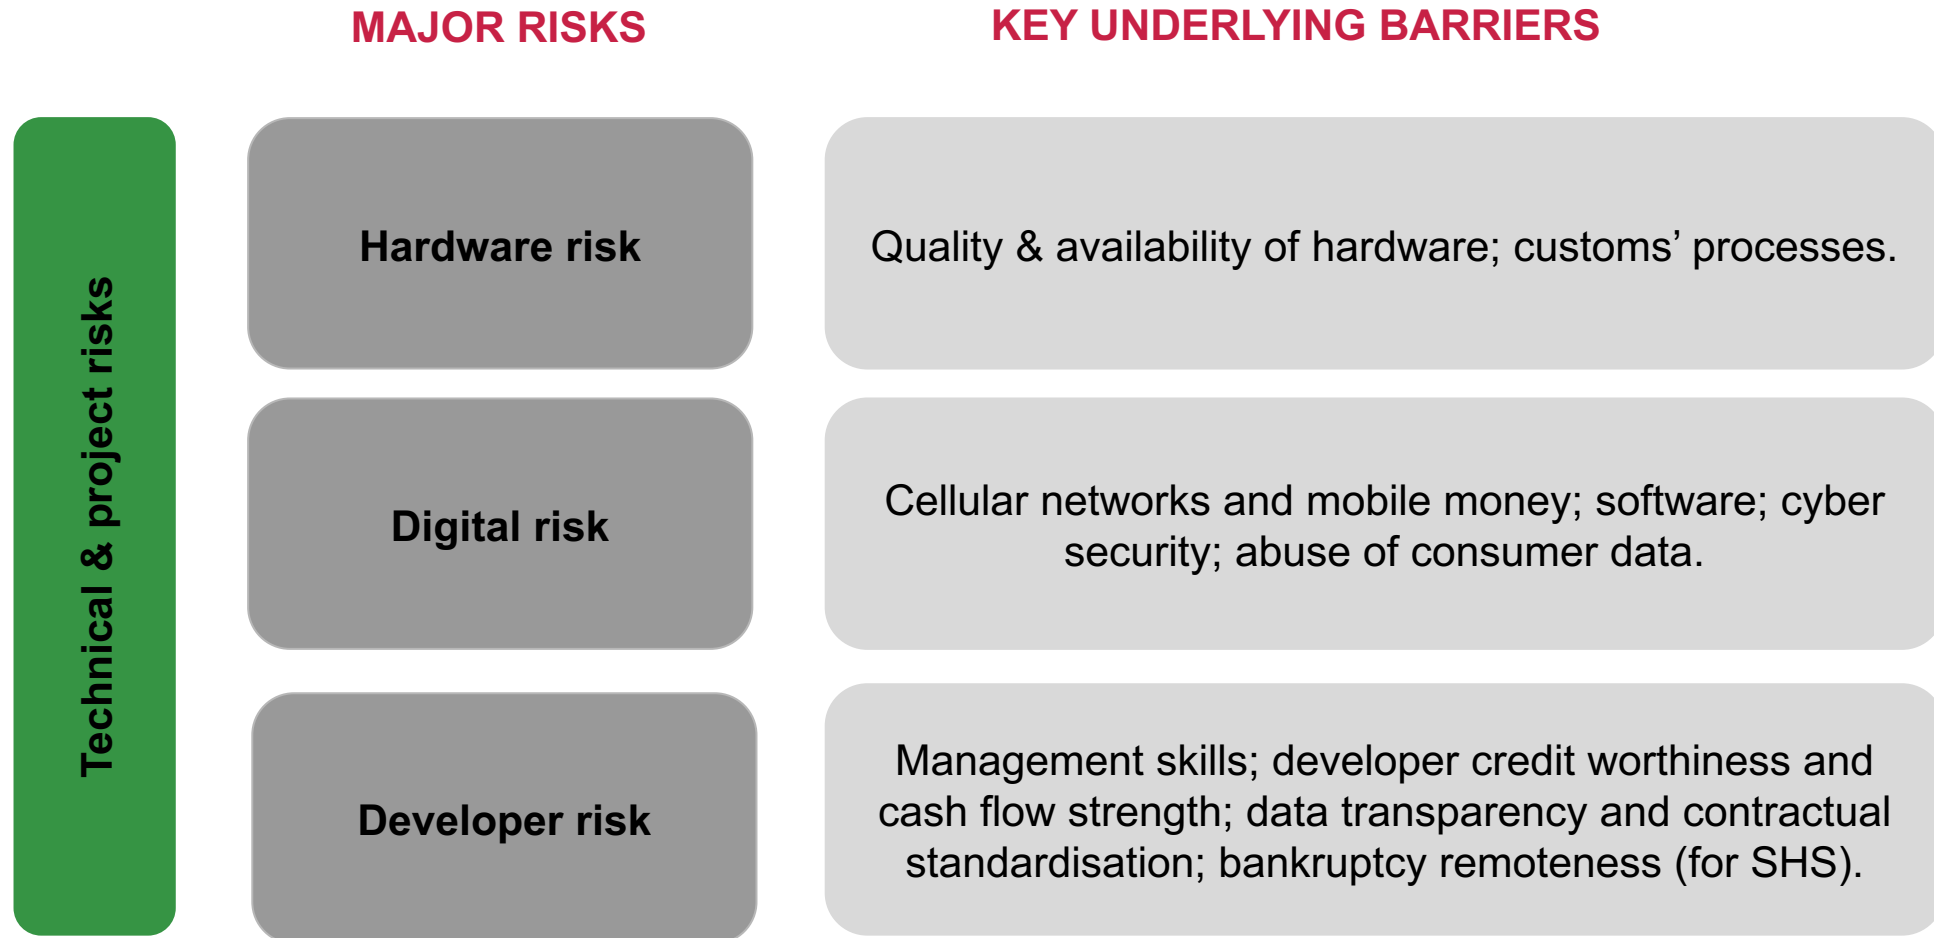 MAJOR RISKS
KEY UNDERLYING BARRIERS
Technical & project risks
Hardware risk
Quality & availability of hardware; customs’ processes.
Digital risk
Cellular networks and mobile money; software; cyber
security; abuse of consumer data.
Developer risk
Management skills; developer credit worthiness and
cash flow strength; data transparency and contractual
standardisation; bankruptcy remoteness (for SHS).